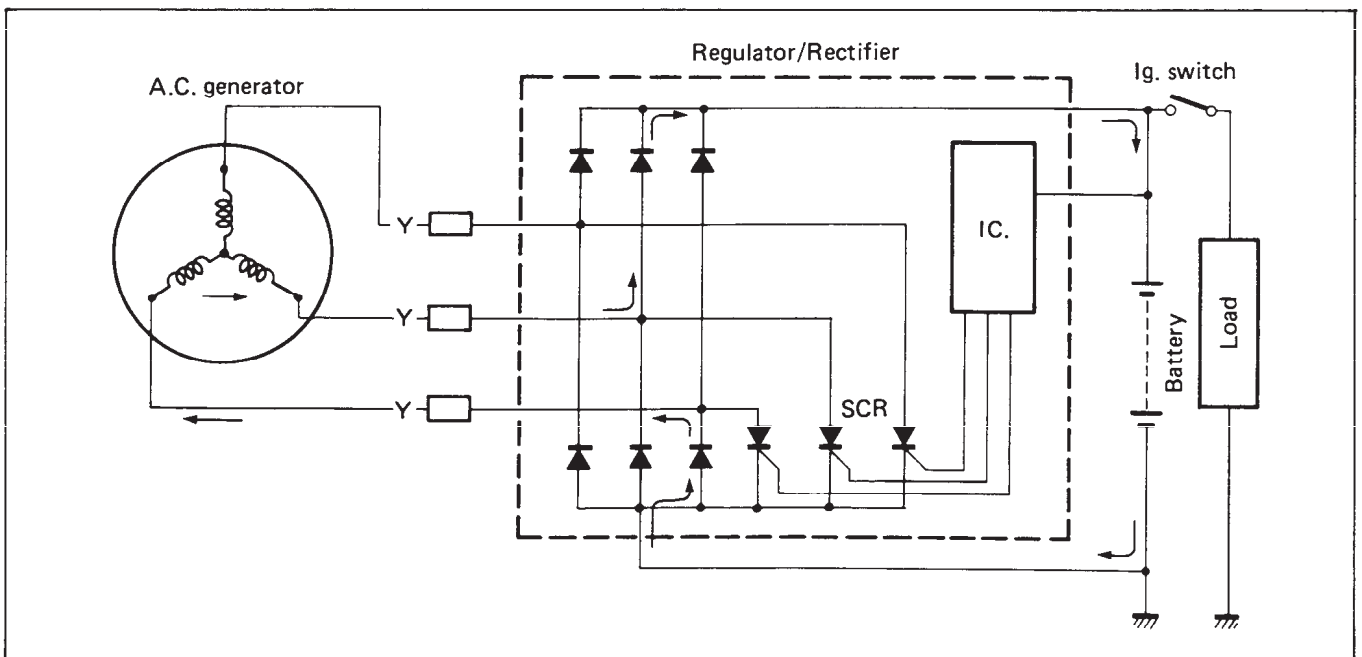 Regulator/Rectifier
A.C. generator
Ig. switch
Y
IC.
Y
Battery
Load
Y
SCR